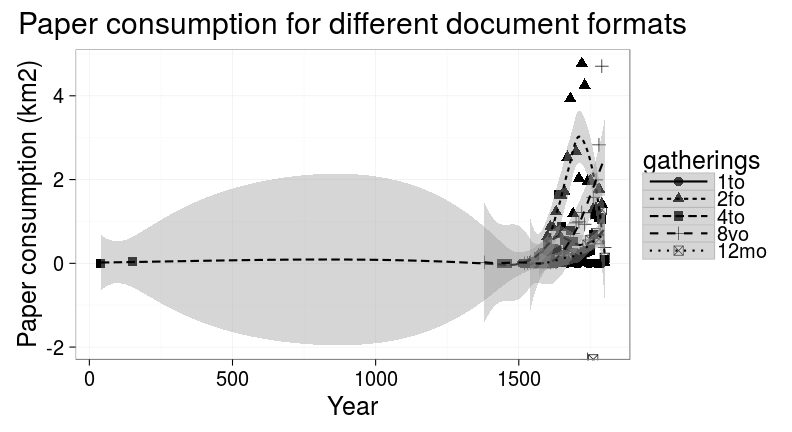 Paper consumption for different document formats
Paper consumption (km2)
4
2
0
-2
0 500 1000 1500
Year
gatherings
1to
2fo
4to
8vo
12mo